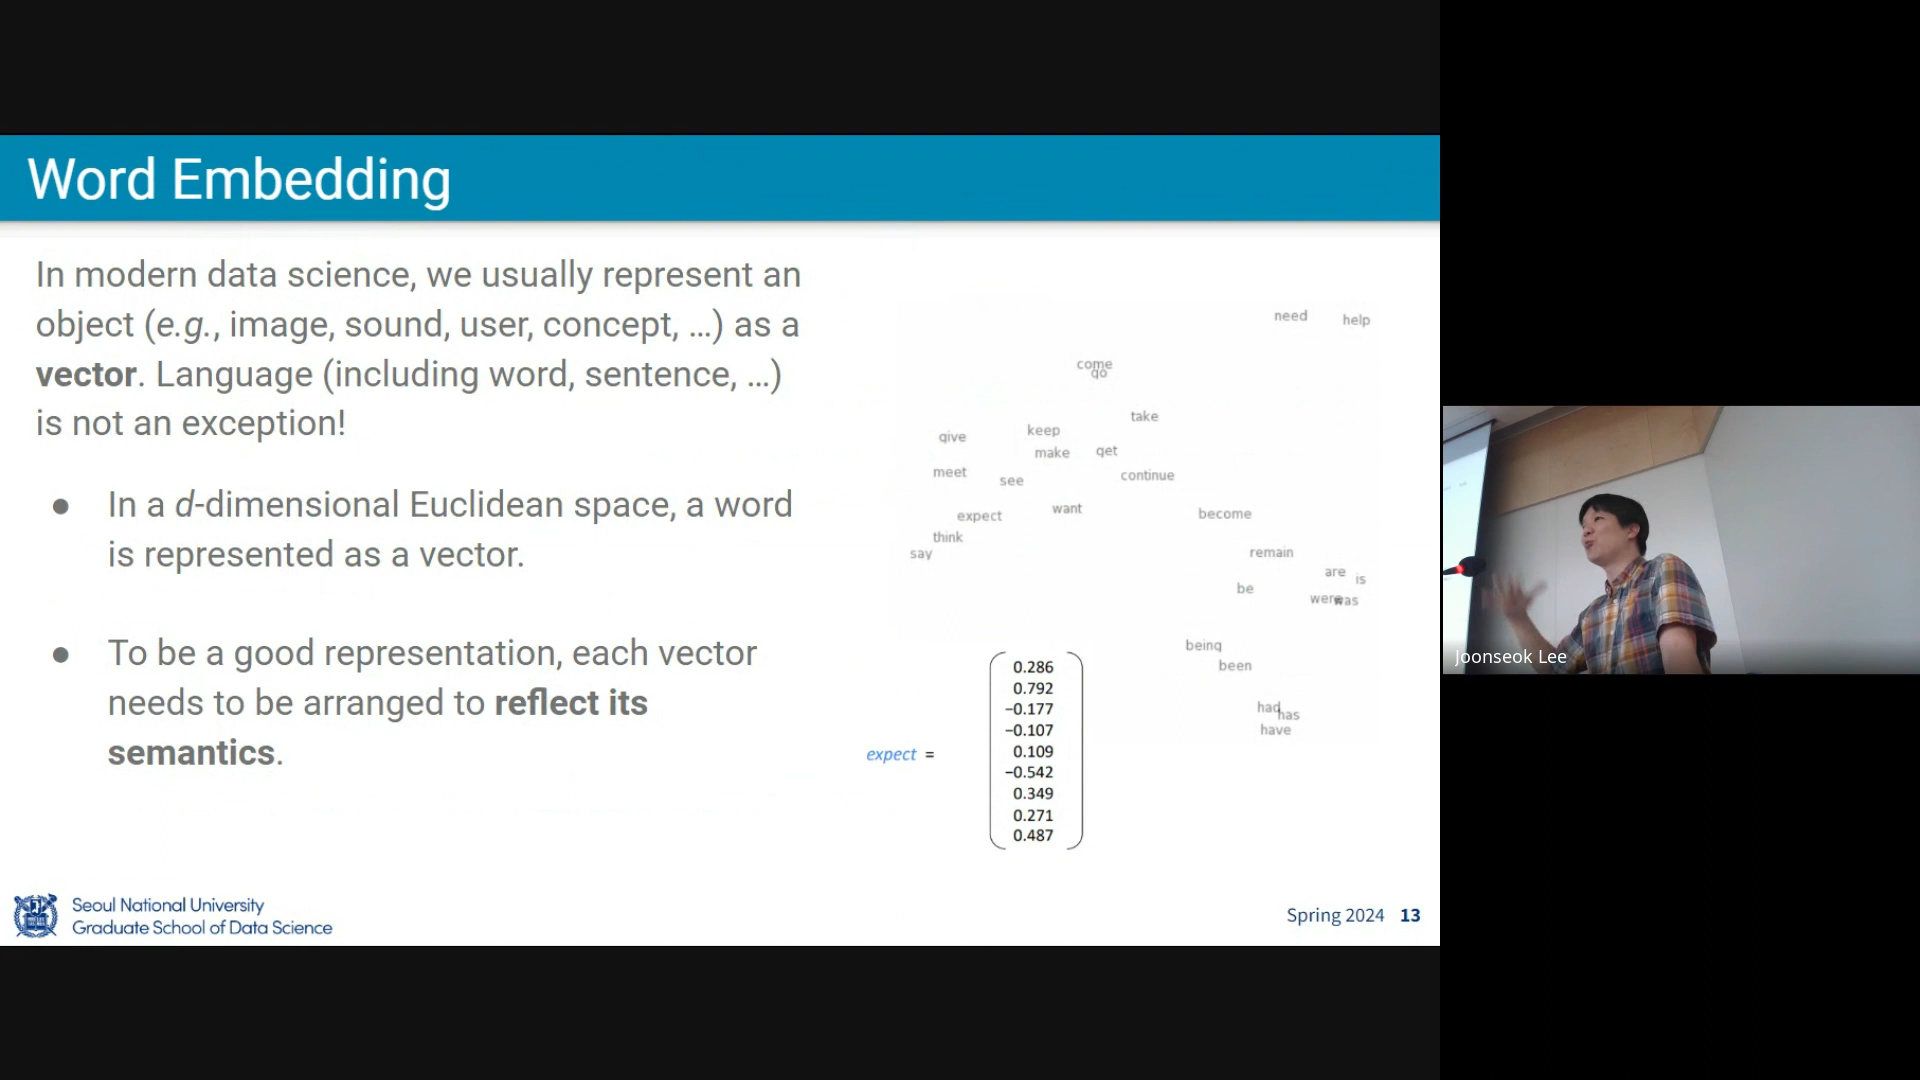 Word Embedding
In modern data science, we usually represent an
object (e.g., image, sound, user, concept, …) as a
vector. Language (including word, sentence, …)
is not an exception!
● In a d-dimensional Euclidean space, a word
is represented as a vector.
● To be a good representation, each vector
needs to be arranged to reflect its
semantics.
need
help
come
go
take
give
keep
make
get
meet
see
continue
expect
want
become
think
say
remain
are
is
be
were
was
being
been
had
has
have
expect =
0.286
0.792
−0.177
−0.107
0.109
−0.542
0.349
0.271
0.487
Seoul National University
Graduate School of Data Science
Spring 2024 13
Joonseok Lee